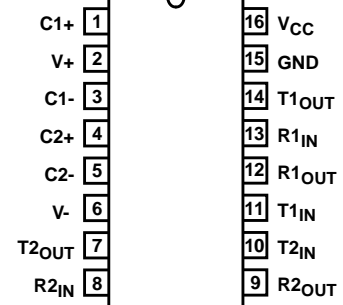 C1+ 1 16 VCC
V+ 2 15 GND
C1- 3 14 T1OUT
C2+ 4 13 R1IN
C2- 5 12 R1OUT
V- 6 11 T1IN
T2OUT 7 10 T2IN
R2IN 8 9 R2OUT